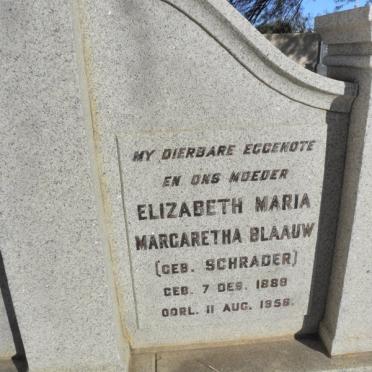 MY DIERBARE EGGENOTE
EN ONS MOEDER
ELIZABETH MARIA
MARGARETHA BLAAUW
(GEB. SCHRADER)
GEB. 7 DES. 1889
OORL. 11 AUG. 1958.